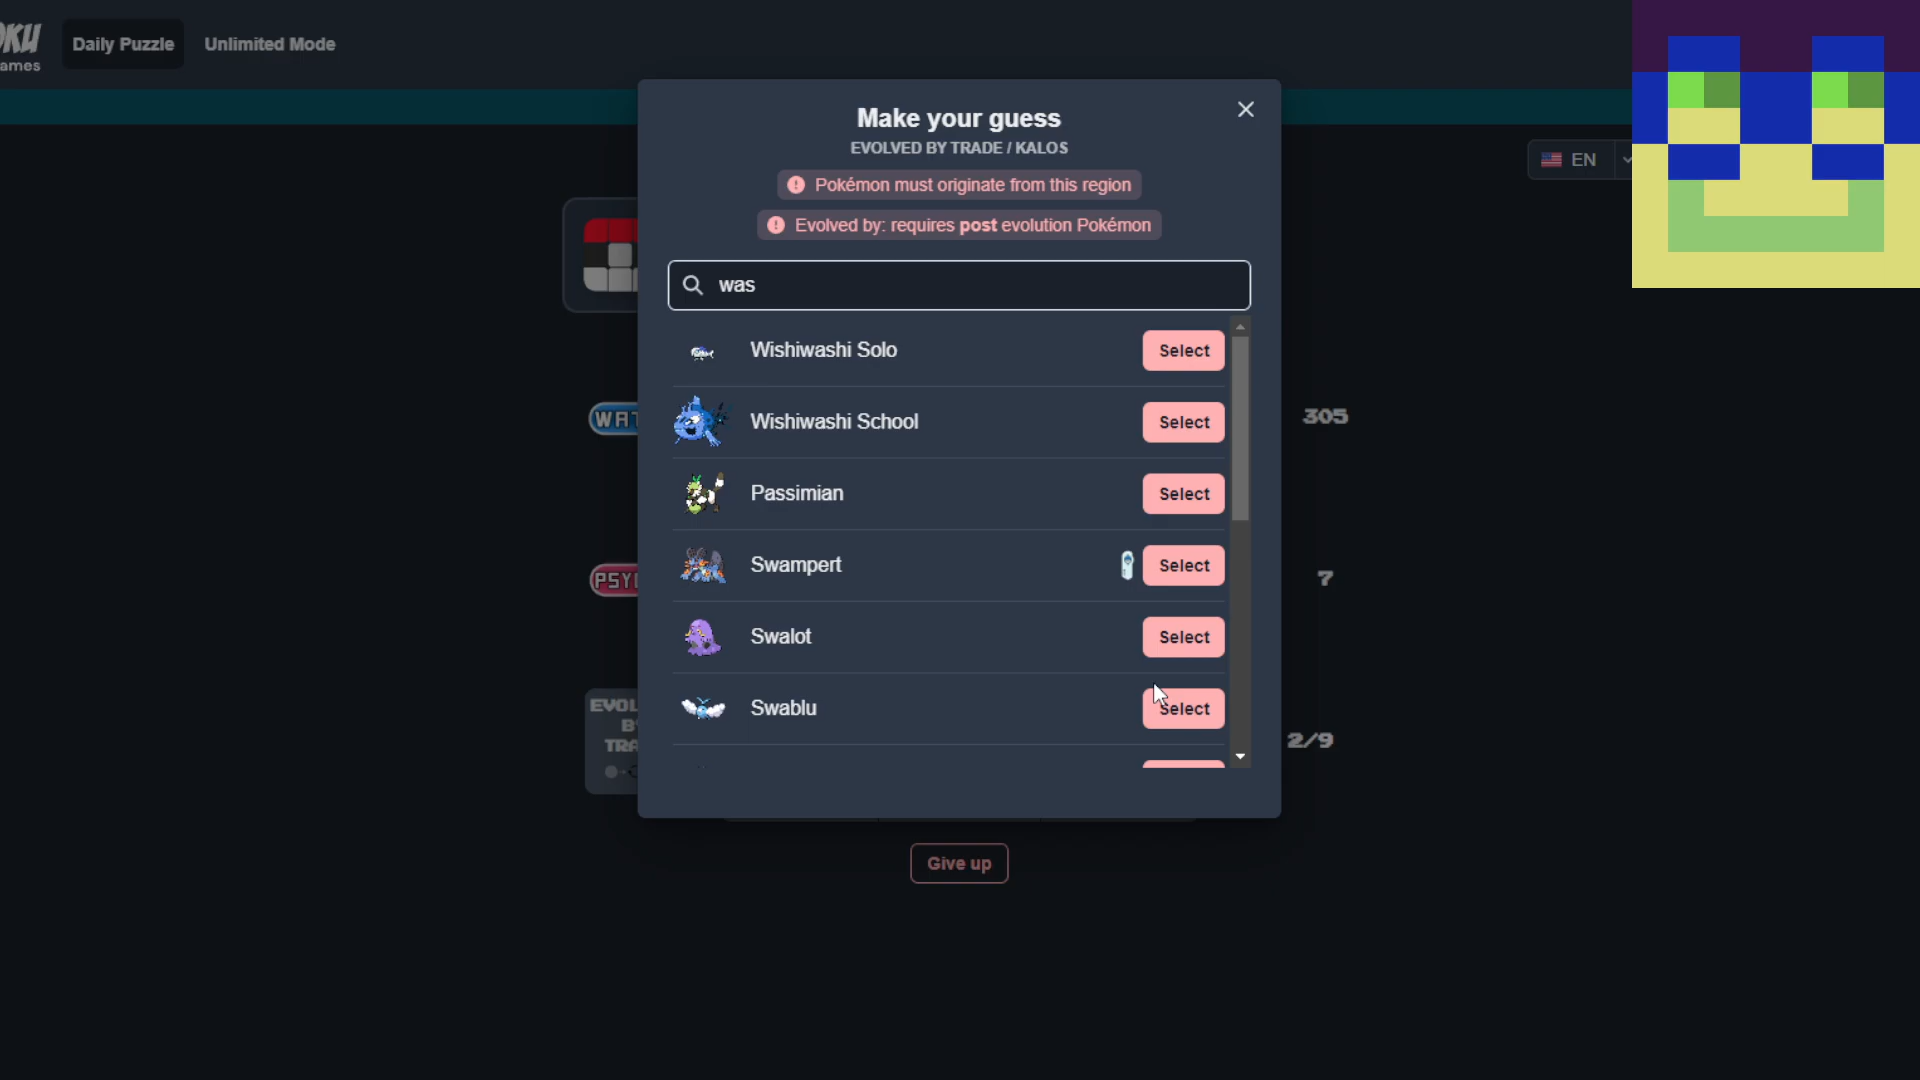 Daily Puzzle
Unlimited Mode
ames
Make your guess
EVOLVED BY TRADE / KALOS
Pokémon must originate from this region
Evolved by: requires post evolution Pokémon
EN
was
Wishiwashi Solo
Select
Wishiwashi School
Select
305
Passimian
Select
Swampert
Select
7
Swalot
Select
Swablu
Select
2/9
Give up